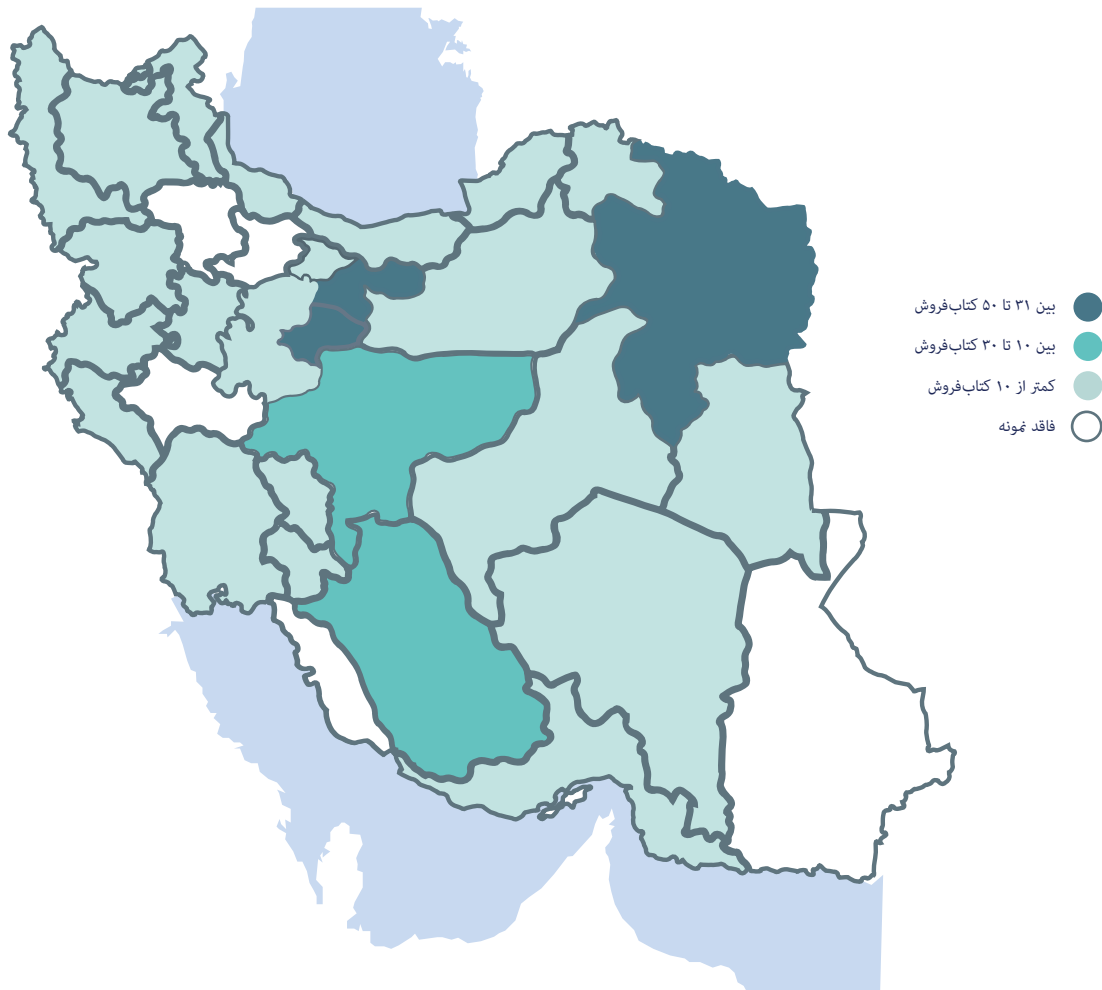 بین ۳۱ تا ۵۰ کتاب‌فروش
بین ۱۰ تا ۳۰ کتاب‌فروش
کمتر از ۱۰ کتاب‌فروش
فاقد نمونه